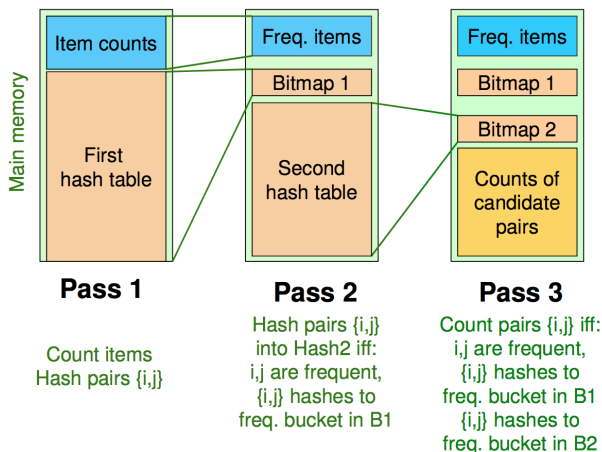 Main memory
Item counts
First
hash table
Pass 1
Count items
Hash pairs {i,j}
Freq. items
Bitmap 1
Second
hash table
Pass 2
Hash pairs {i,j}
into Hash2 iff:
i,j are frequent,
{i,j} hashes to
freq. bucket in B1
Freq. items
Bitmap 1
Bitmap 2
Counts of
candidate
pairs
Pass 3
Count pairs {i,j} iff:
i,j are frequent,
{i,j} hashes to
freq. bucket in B1
{i,j} hashes to
freq. bucket in B2